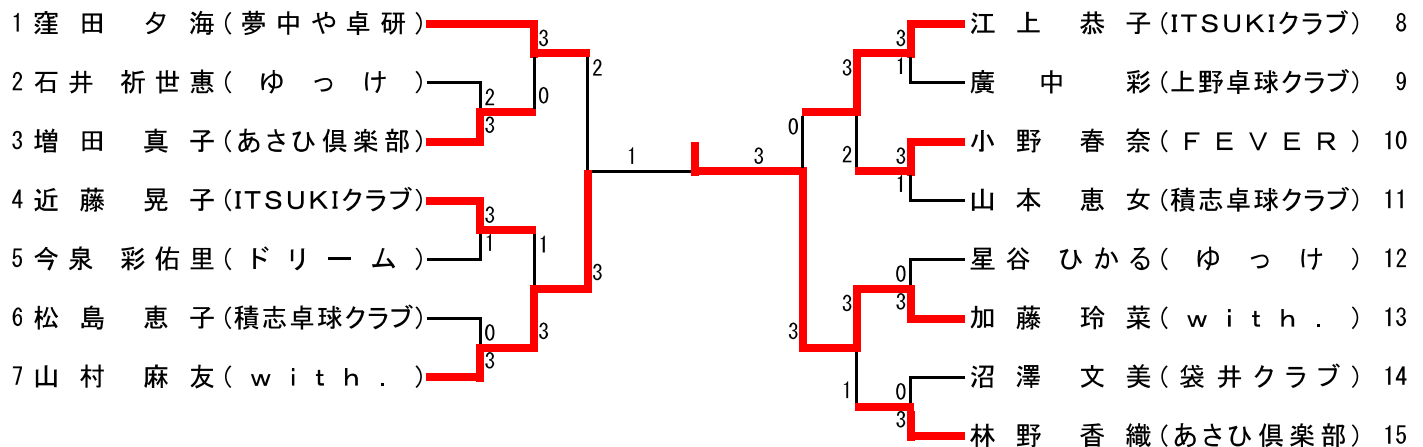 1 窪田 夕海 (夢中や卓研)
3
2 石井 祈世惠 (ゆっけ)
2
0
3 増田 真子 (あさひ倶楽部)
3
2
4 近藤 晃子 (ITSUKIクラブ)
3
1
5 今泉 彩佑里 (ドリーム)
1
3
6 松島 恵子 (積志卓球クラブ)
0
3
7 山村 麻友 (with.)
3
1
3
江上 恭子 (ITSUKIクラブ) 8
3
3
1
廣中 彩 (上野卓球クラブ) 9
0
小野 春奈 (FEVER) 10
3
2
1
山本 恵女 (積志卓球クラブ) 11
星谷 ひかる (ゆっけ) 12
0
3
3
加藤 玲菜 (with.) 13
3
沼澤 文美 (袋井クラブ) 14
0
1
3
林野 香織 (あさひ倶楽部) 15